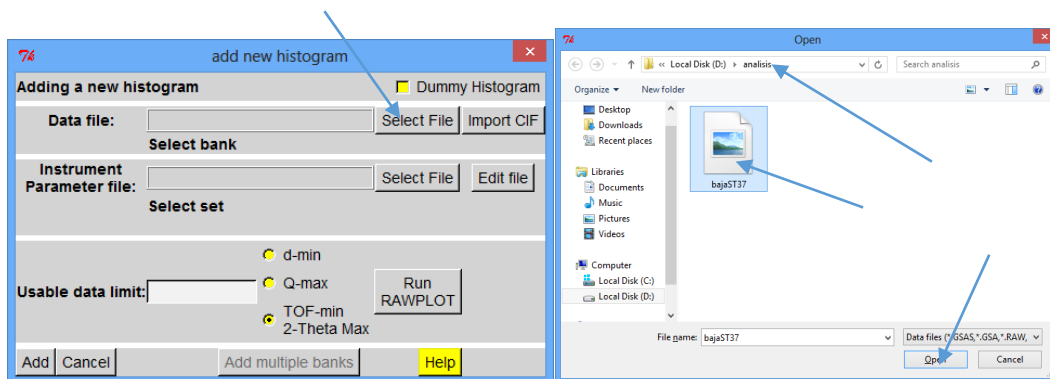 add new histogram
Adding a new histogram
Dummy Histogram
Data file:
Select File
Import CIF
Select bank
Instrument
Parameter file:
Select File
Edit file
Select set
Usable data limit:
d-min
Q-max
TOF-min
2-Theta Max
Run
RAWPLOT
Add
Cancel
Add multiple banks
Help
Open
« Local Disk (D:) analisis
Search analisis
Organize
New folder
Desktop
Downloads
Recent places
Libraries
Documents
Music
Pictures
Videos
Computer
Local Disk (C:)
Local Disk (D:)
bajaST37
File name:
bajaST37
Data files (*.GSAS,*.GSA,*.RAW,
Open
Cancel